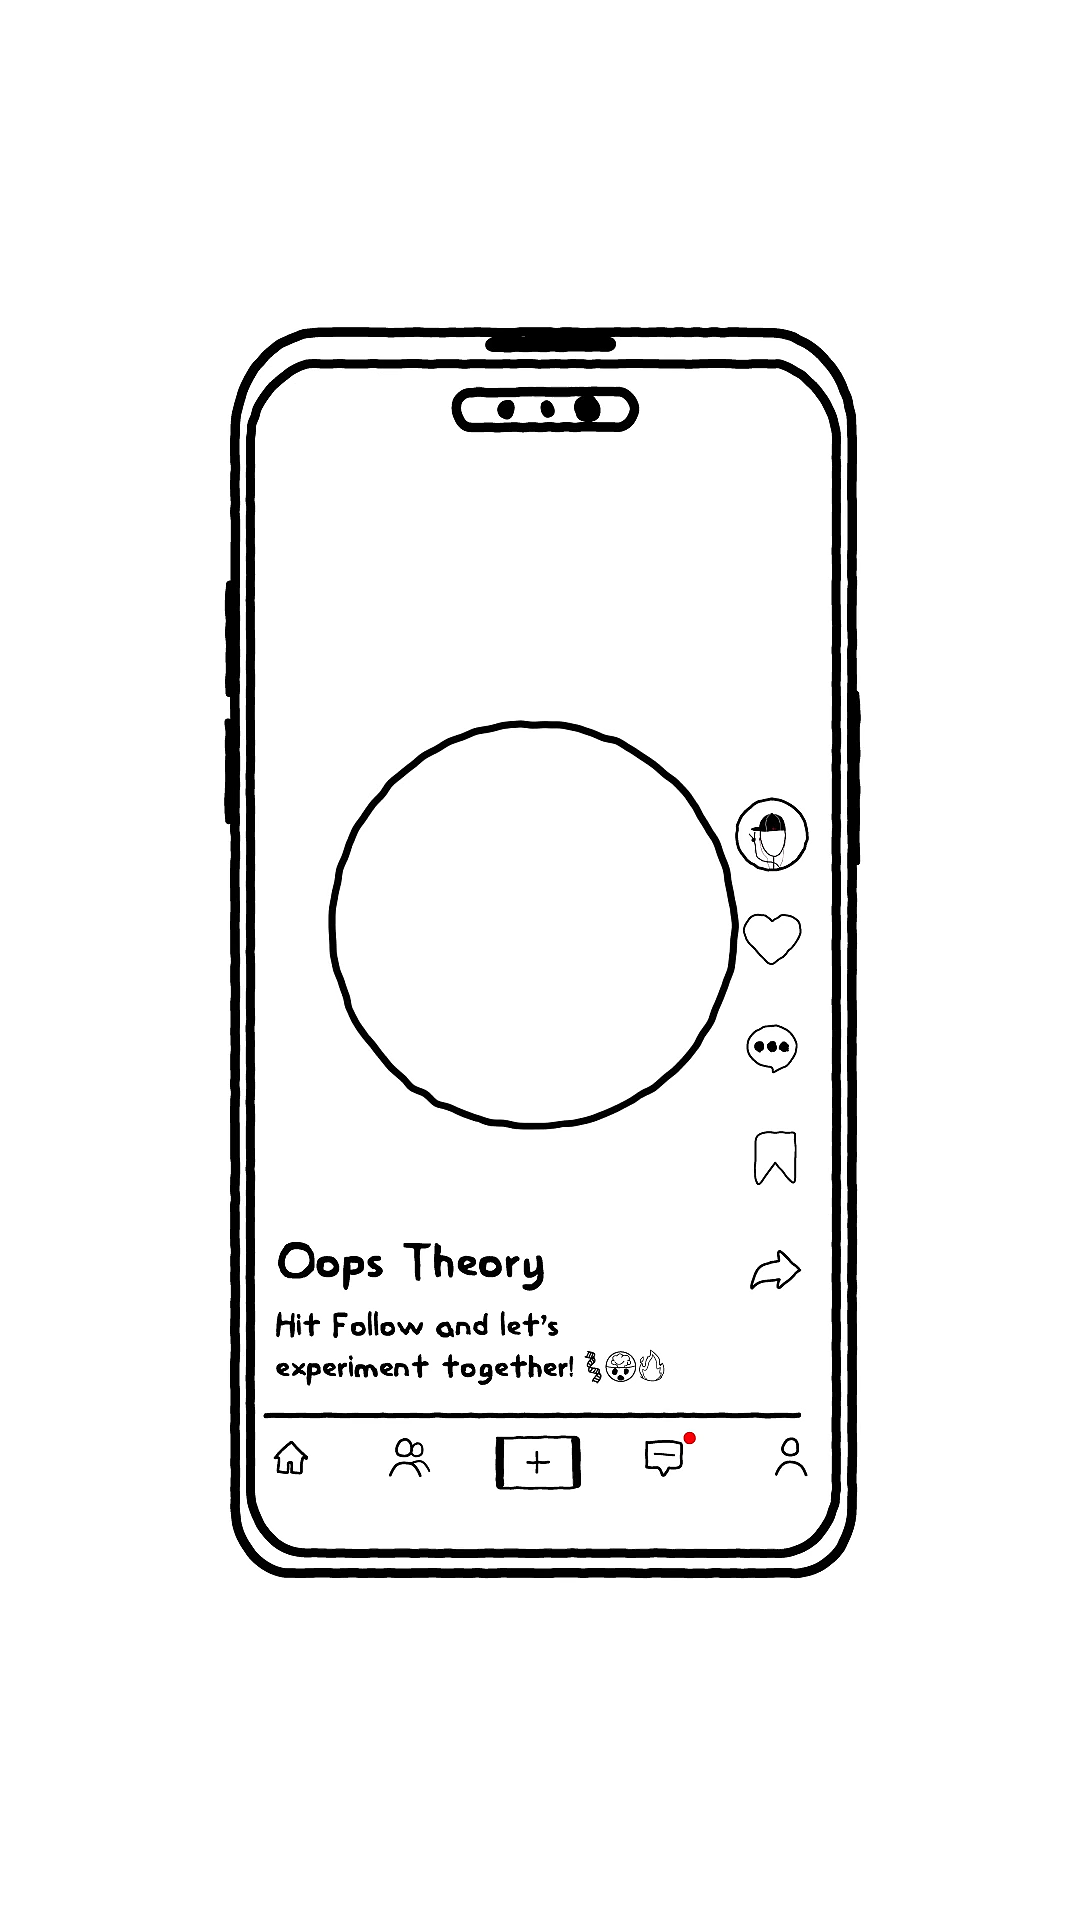 Oops Theory
Hit Follow and let's
experiment together! 🧬🤯🔥